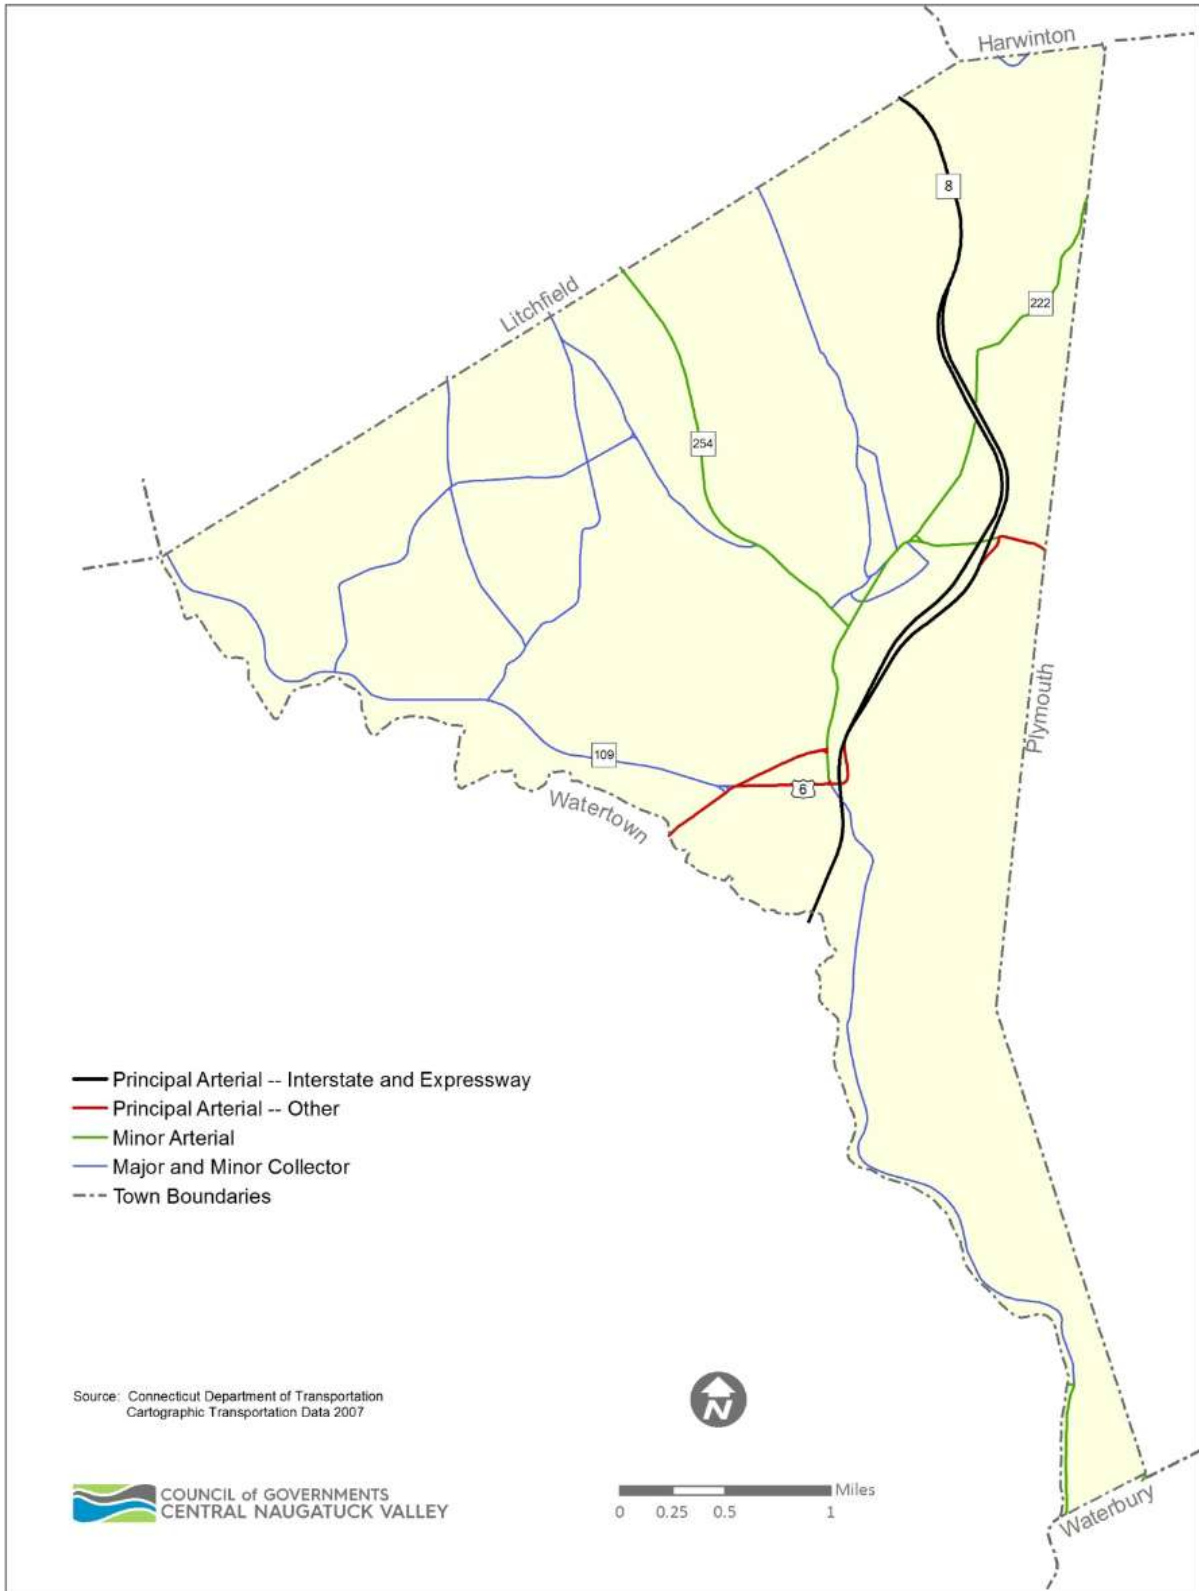 Harwinton
8
Litchfield
222
254
Plymouth
109
6
Watertown
Principal Arterial -- Interstate and Expressway
Principal Arterial -- Other
Minor Arterial
Major and Minor Collector
Town Boundaries
Source: Connecticut Department of Transportation
Cartographic Transportation Data 2007
N
COUNCIL of GOVERNMENTS
CENTRAL NAUGATUCK VALLEY
Miles
0 0.25 0.5 1
Waterbury